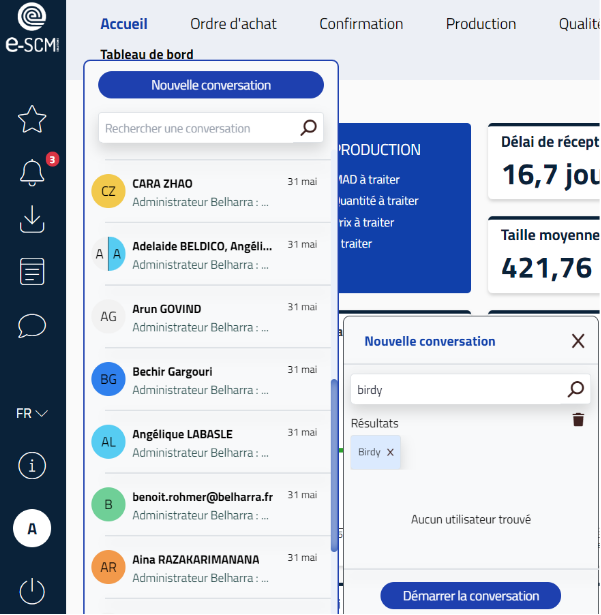 e-SCM
Accueil
Ordre d'achat
Confirmation
Production
Qualité
Tableau de bord
Nouvelle conversation
Rechercher une conversation
CZ
CARA ZHAO
31 mai
Administrateur Belharra : ...
A A
Adelaide BELDICO, Angéli...
31 mai
Administrateur Belharra : ...
AG
Arun GOVIND
31 mai
Administrateur Belharra : ...
BG
Bechir Gargouri
31 mai
Administrateur Belharra : ...
AL
Angélique LABASLE
31 mai
Administrateur Belharra : ...
B
benoit.rohmer@belharra.fr
31 mai
Administrateur Belharra : ...
AR
Aina RAZAKARIMANANA
31 mai
Administrateur Belharra : ...
3
FR
i
A
PRODUCTION
MAD à traiter
Quantité à traiter
rix à traiter
traiter
Délai de récept
16,7 jou
Taille moyenne
421,76
Nouvelle conversation
birdy
Résultats
Birdy
Aucun utilisateur trouvé
Démarrer la conversation